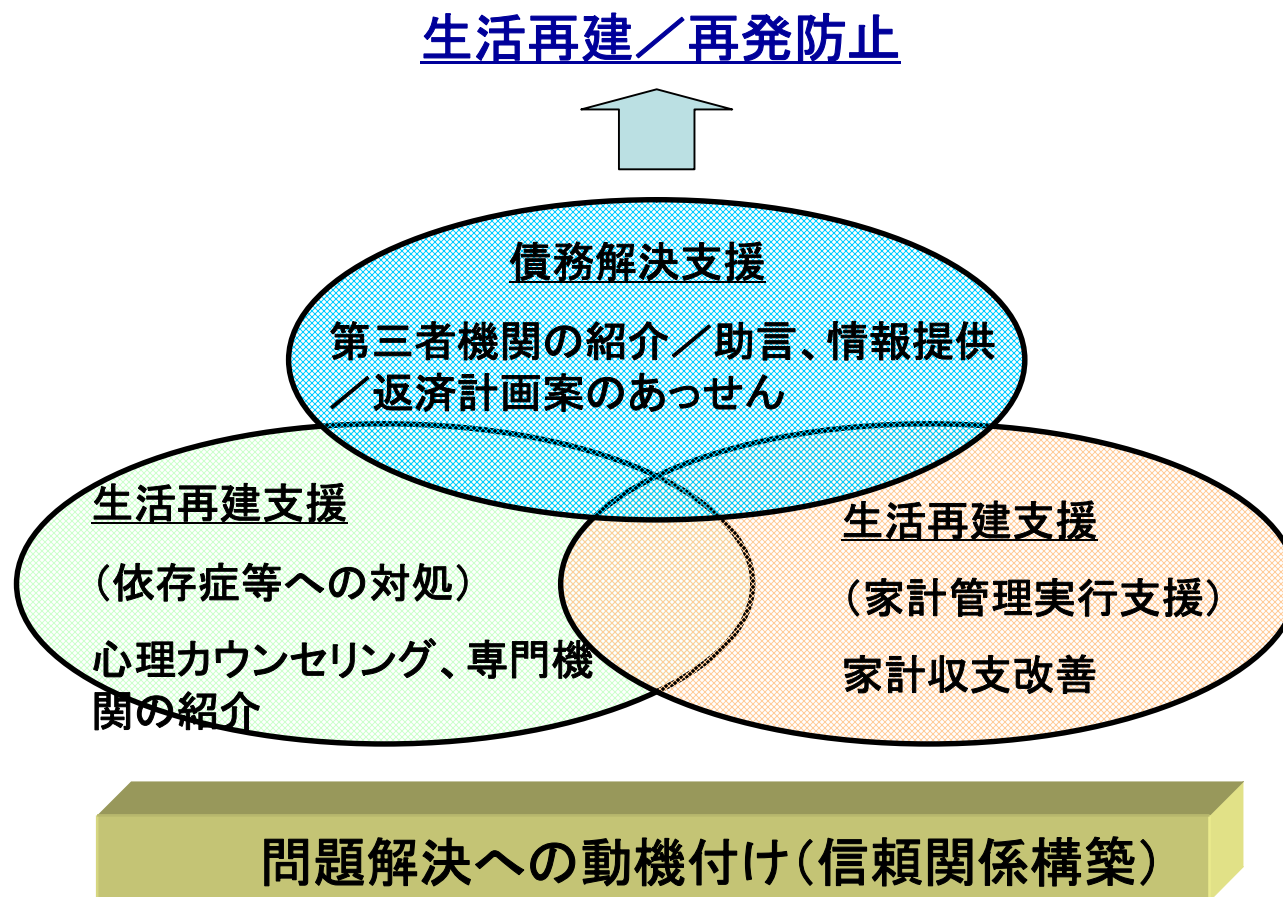 生活再建／再発防止
債務解決支援
第三者機関の紹介／助言、情報提供
／返済計画案のあっせん
生活再建支援
（依存症等への対処）
心理カウンセリング、専門機
関の紹介
生活再建支援
（家計管理実行支援）
家計収支改善
問題解決への動機付け（信頼関係構築）